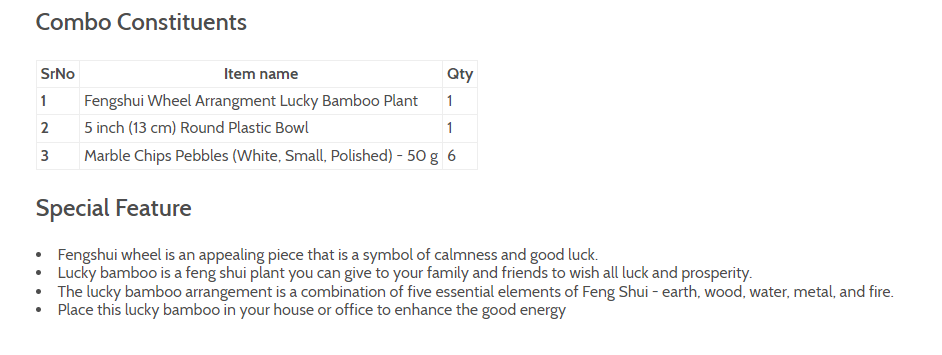 Combo Constituents
SrNo Item name Qty
1 Fengshui Wheel Arrangment Lucky Bamboo Plant 1
2 5 inch (13 cm) Round Plastic Bowl 1
3 Marble Chips Pebbles (White, Small, Polished) - 50 g 6
Special Feature
• Fengshui wheel is an appealing piece that is a symbol of calmness and good luck.
• Lucky bamboo is a feng shui plant you can give to your family and friends to wish all luck and prosperity.
• The lucky bamboo arrangement is a combination of five essential elements of Feng Shui - earth, wood, water, metal, and fire.
• Place this lucky bamboo in your house or office to enhance the good energy